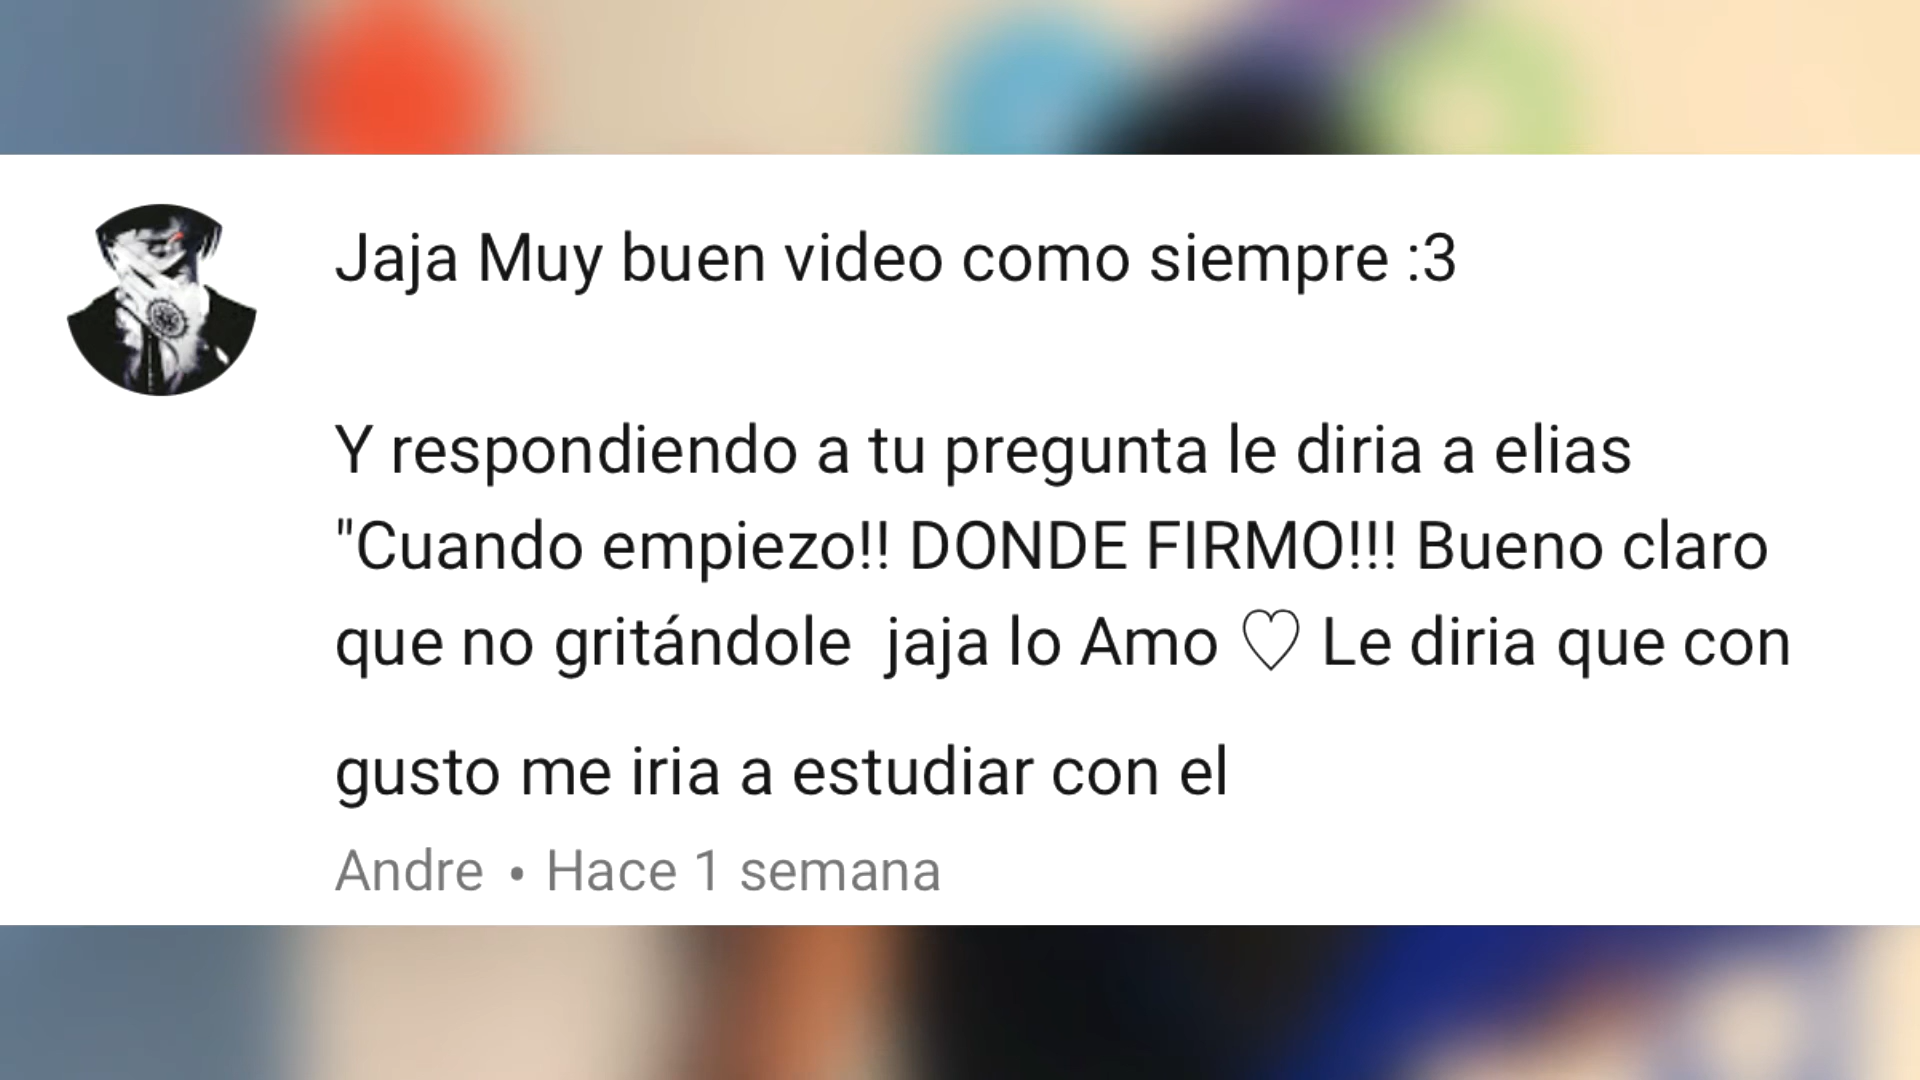 Jaja Muy buen video como siempre :3
Y respondiendo a tu pregunta le diria a elias
"Cuando empiezo!! DONDE FIRMO!!! Bueno claro
que no gritándole  jaja lo Amo ♡ Le diria que con
gusto me iria a estudiar con el
Andre • Hace 1 semana